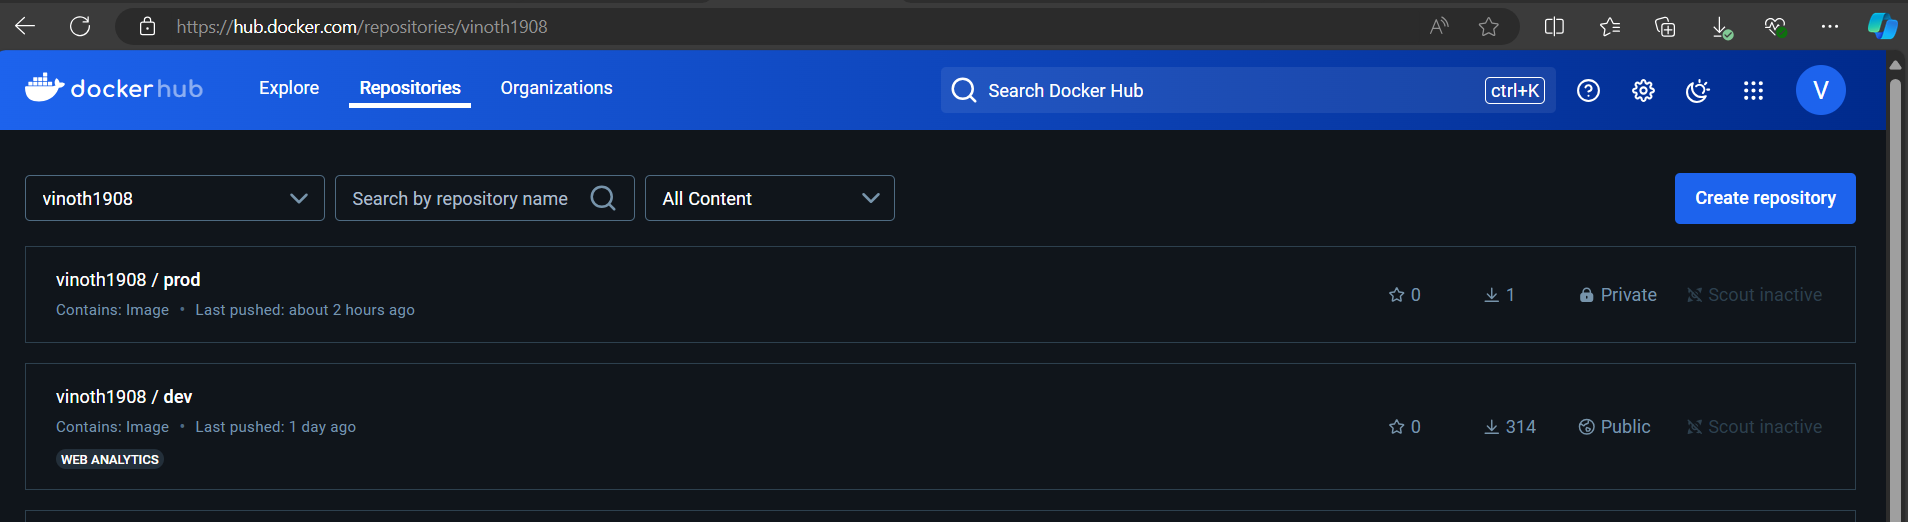 https://hub.docker.com/repositories/vinoth1908
dockerhub Explore Repositories Organizations Search Docker Hub ctrl+K V
vinoth1908 Search by repository name All Content Create repository
vinoth1908 / prod
Contains: Image • Last pushed: about 2 hours ago
0 1 Private Scout inactive
vinoth1908 / dev
Contains: Image • Last pushed: 1 day ago
0 314 Public Scout inactive
WEB ANALYTICS